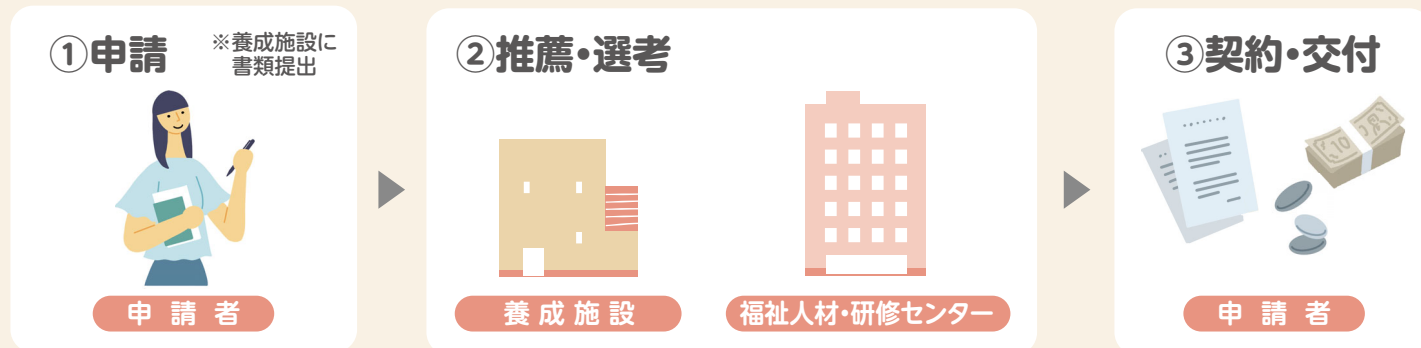 ①申請
※養成施設に
書類提出
申請者
②推薦・選考
養成施設
福祉人材・研修センター
③契約・交付
10
申請者